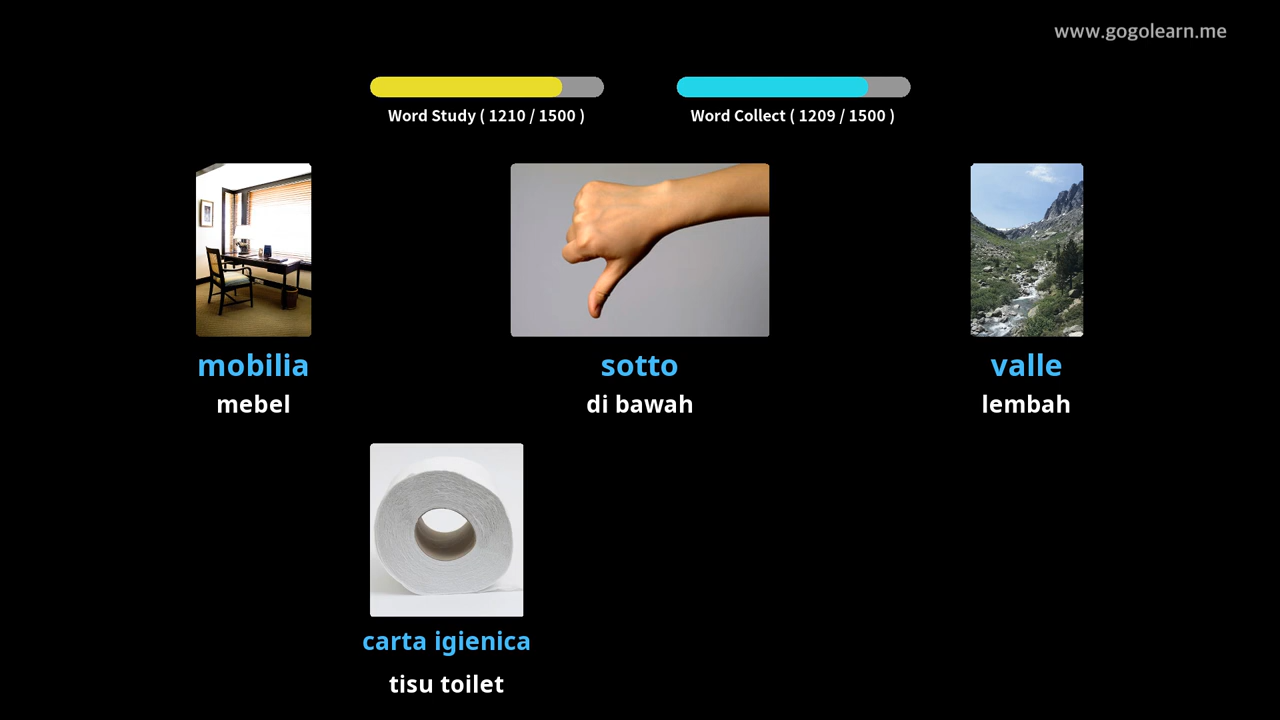 www.gogolearn.me
Word Study ( 1210 / 1500 )
Word Collect ( 1209 / 1500 )
mobilia
mebel
sotto
di bawah
valle
lembah
carta igienica
tisu toilet